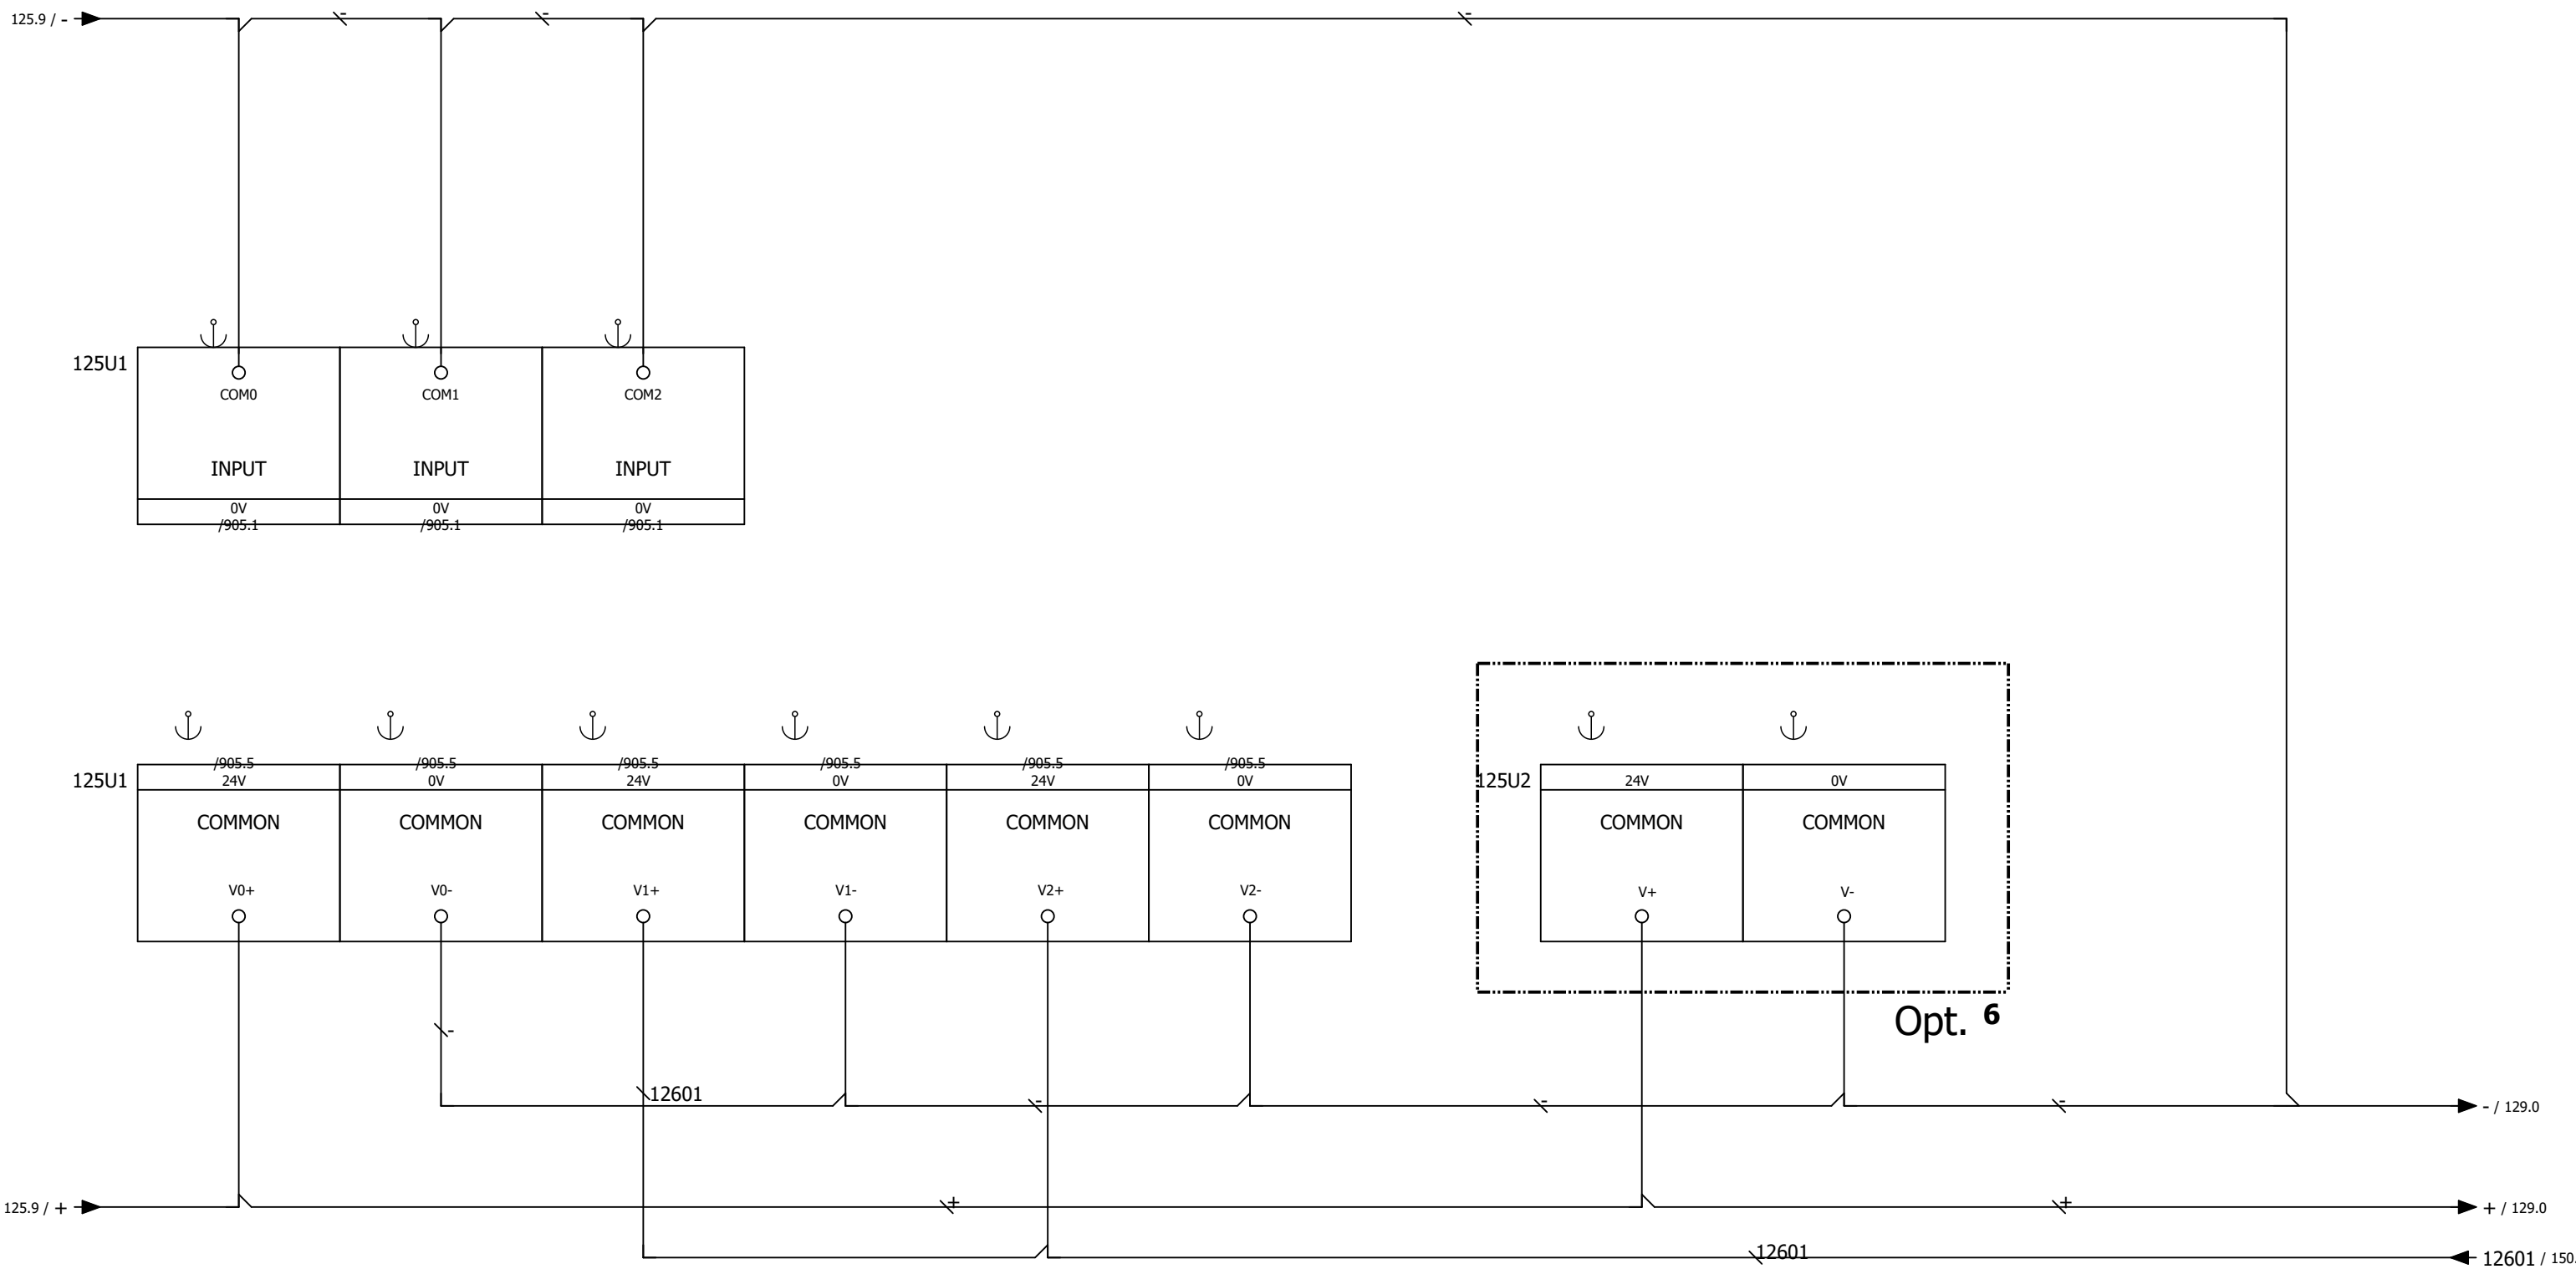 125.9 / -
-
-
-
125U1
COM0
COM1
COM2
INPUT
INPUT
INPUT
0V
0V
0V
/905.1
/905.1
/905.1
/905.5
/905.5
/905.5
/905.5
/905.5
/905.5
125U1
24V
0V
24V
0V
24V
0V
125U2
24V
0V
COMMON
COMMON
COMMON
COMMON
COMMON
COMMON
COMMON
COMMON
V0+
V0-
V1+
V1-
V2+
V2-
V+
V-
Opt. 6
-
12601
-
-
-
- / 129.0
125.9 / +
+
+
+ / 129.0
12601
12601 / 150